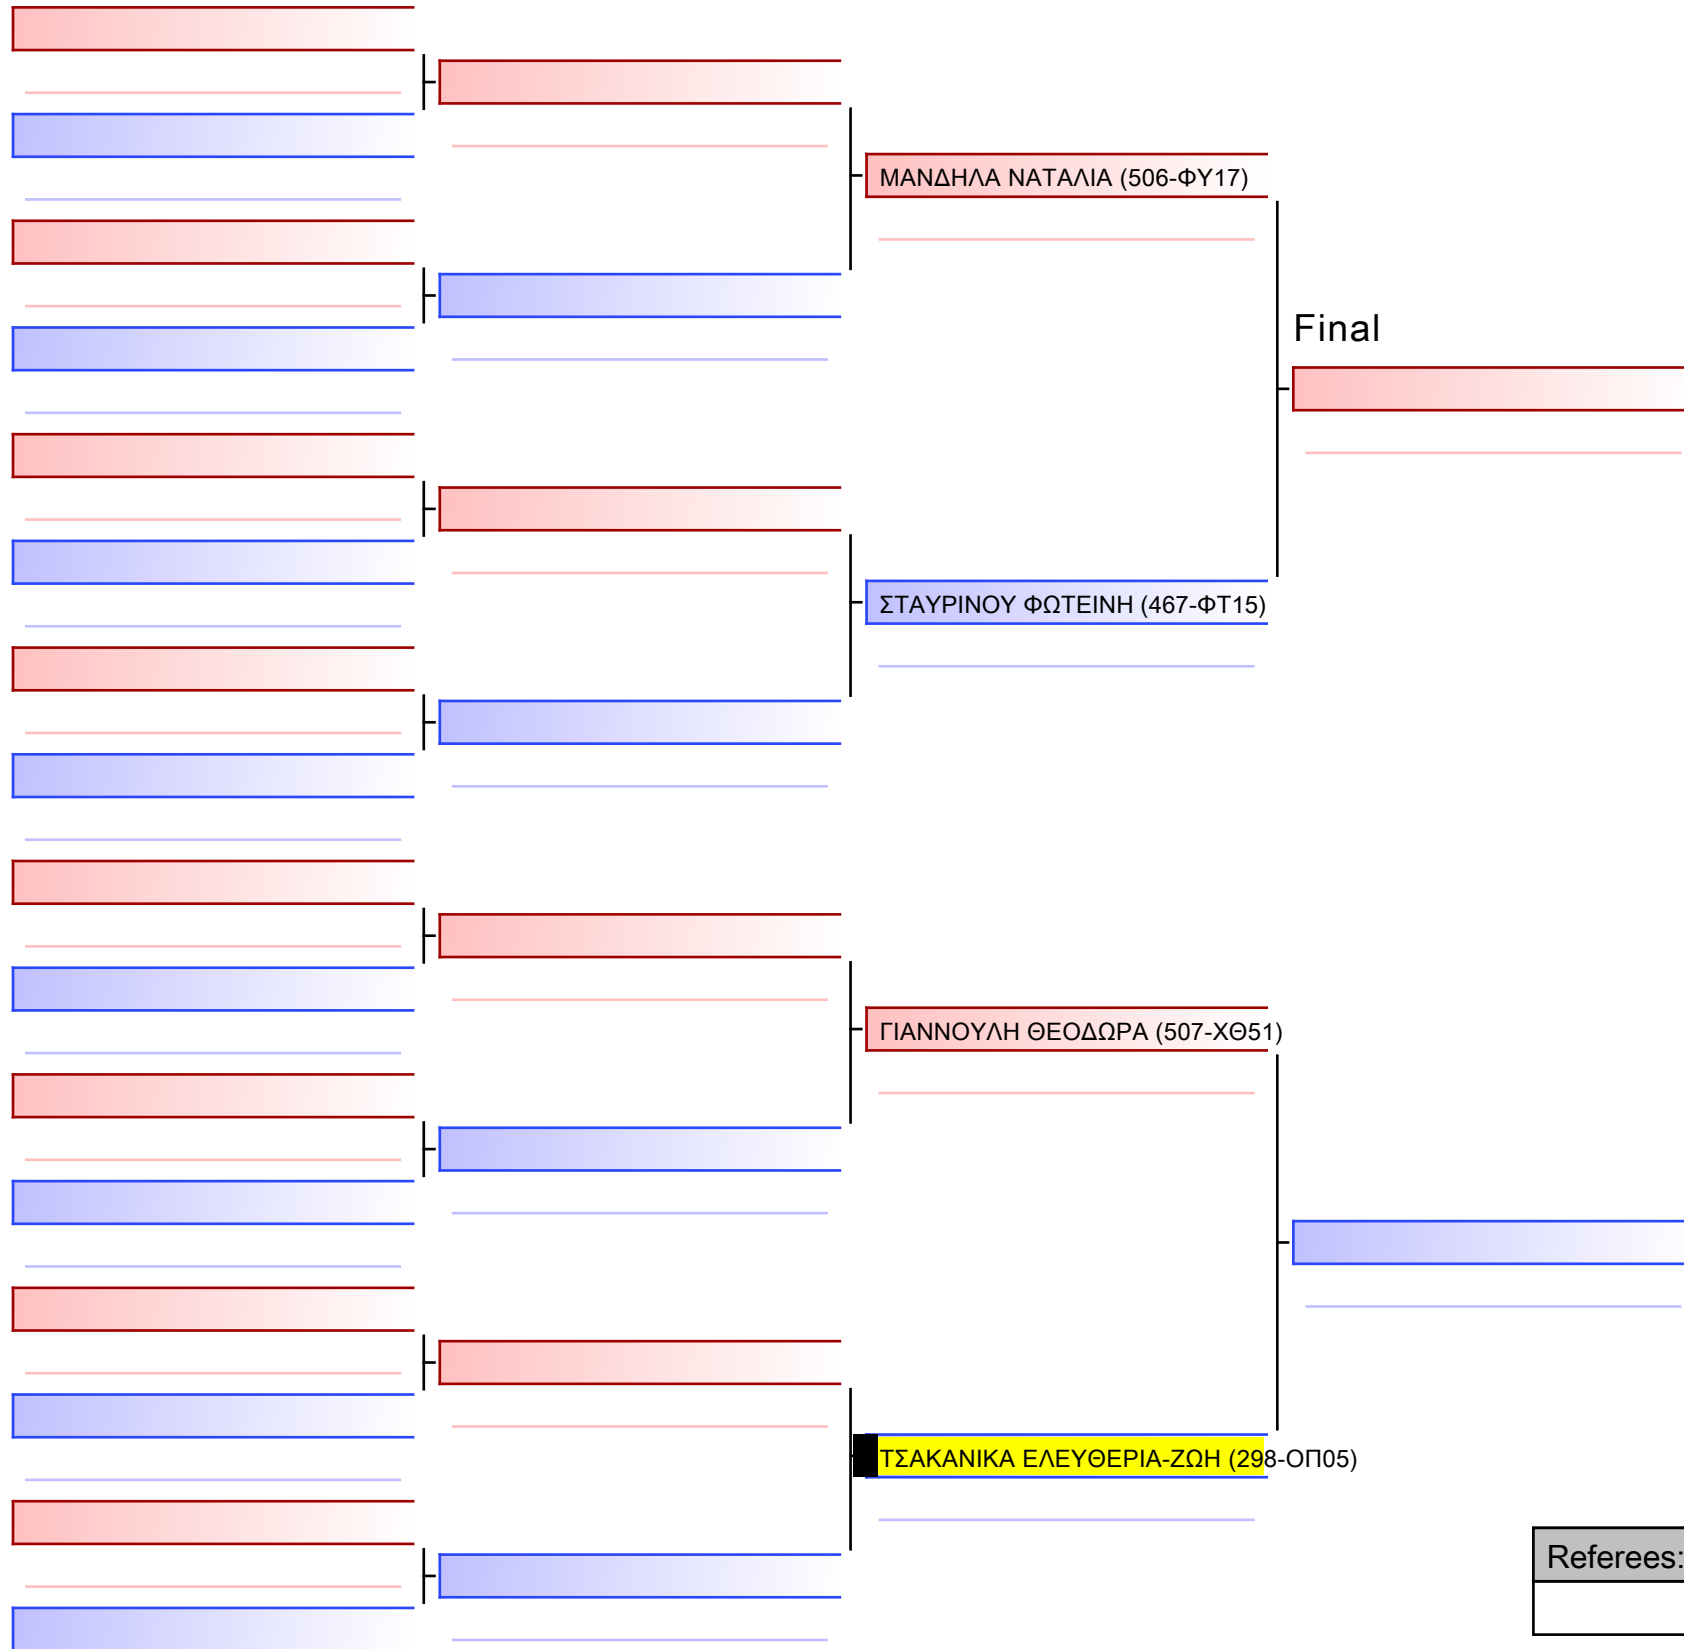 ΜΑΝΔΗΛΑ ΝΑΤΑΛΙΑ (506-ΦΥ17)
Final
ΣΤΑΥΡΙΝΟΥ ΦΩΤΕΙΝΗ (467-ΦΤ15)
ΓΙΑΝΝΟΥΛΗ ΘΕΟΔΩΡΑ (507-ΧΘ51)
ΤΣΑΚΑΝΙΚΑ ΕΛΕΥΘΕΡΙΑ-ΖΩΗ (298-ΟΠ05)
Referees: